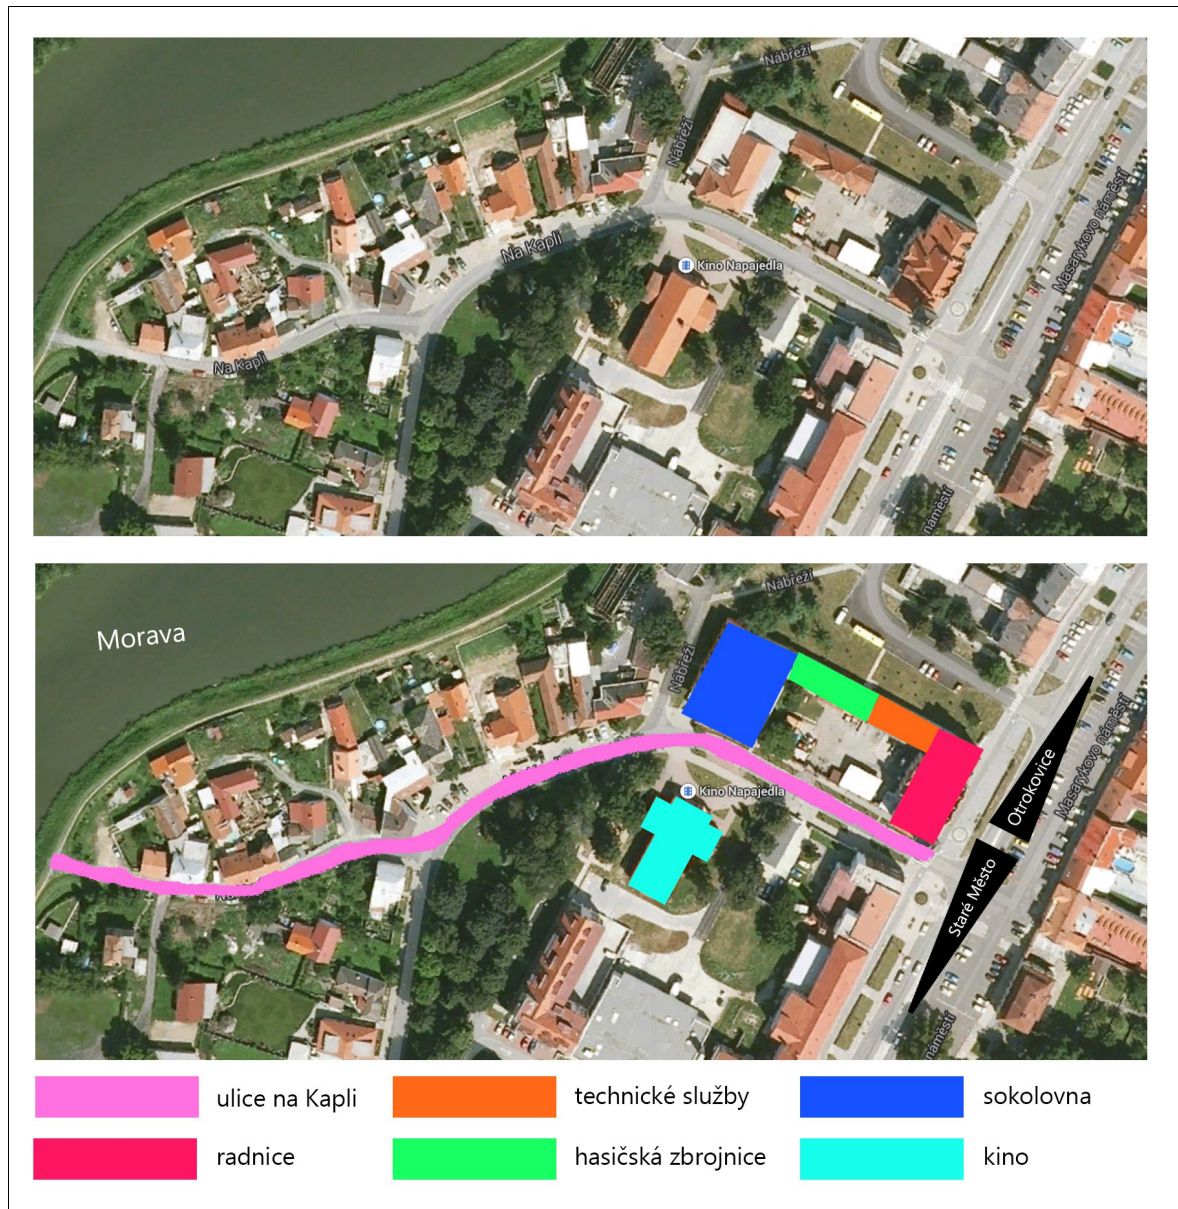 Nábřeží
Nábřeží
Masarykovo náměstí
Na Kapli
Kino Napajedla
Na Kapli
náměstí
Nábřeží
Morava
Nábřeží
Otrokovice
Masarykovo náměstí
Kino Napajedla
Staré Město
náměstí
ulice na Kapli
technické služby
sokolovna
radnice
hasičská zbrojnice
kino